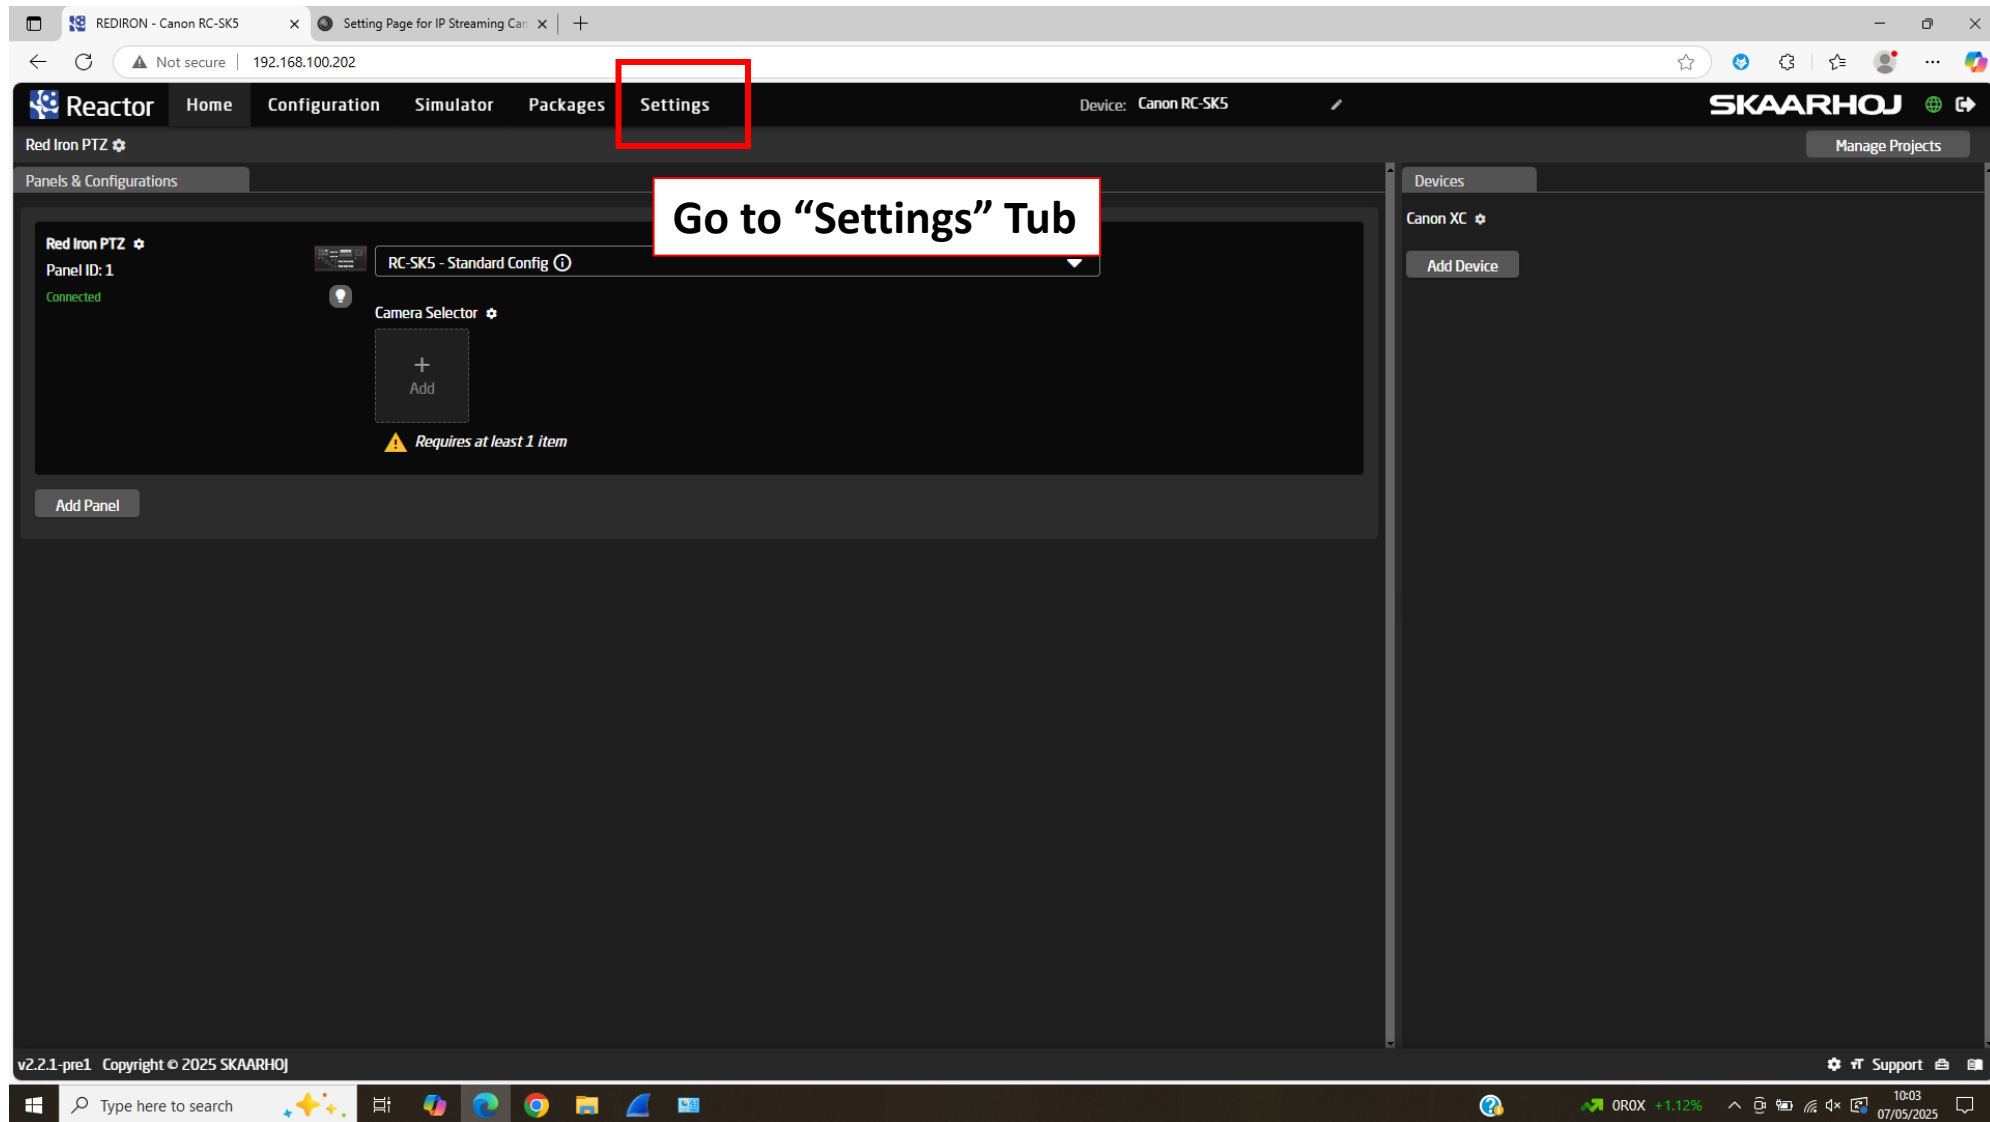 REDIRON - Canon RC-SK5
Setting Page for IP Streaming Can
Not secure
192.168.100.202
Reactor Home Configuration Simulator Packages Settings Device: Canon RC-SK5 SKAARHOJ
Red Iron PTZ
Manage Projects
Panels & Configurations
Devices
Go to “Settings” Tub
Canon XC
Red Iron PTZ
Panel ID: 1
Connected
RC-SK5 - Standard Config
Add Device
Camera Selector
+
Add
Requires at least 1 item
Add Panel
v2.2.1-pre1 Copyright © 2025 SKAARHOJ
Support
Type here to search
0R0X +1.12%
10:03
07/05/2025